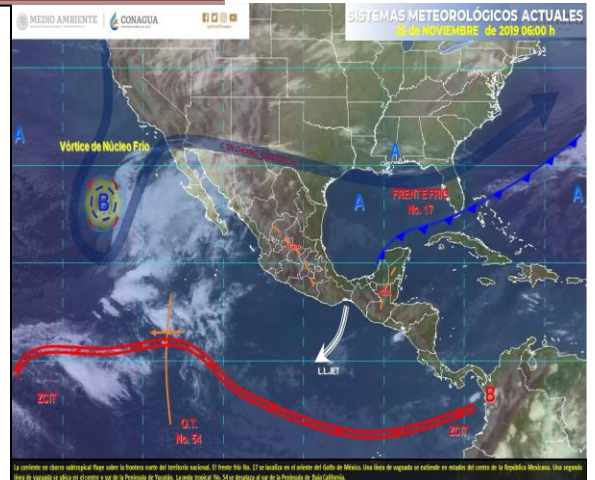 MEDIO AMBIENTE
CONAGUA
SISTEMAS METEOROLÓGICOS ACTUALES
25 de NOVIEMBRE de 2019 06:00 h
Vórtice de Núcleo Frío
A
A
A
A
B
FRENTE FRÍO
No. 17
L.L.JET
ZCIT
O.T.
No. 54
B
ZCIT
La corriente en chorro subtropical fluye sobre la frontera norte del territorio nacional. El frente frío No. 17 se localiza en el oriente del Golfo de México. Una línea de vaguada se extiende en estados del centro de la República Mexicana. Una segunda
línea de vaguada se ubica en el centro y sur de la Península de Yucatán. La onda tropical No. 54 se desplaza al sur de la Península de Baja California.